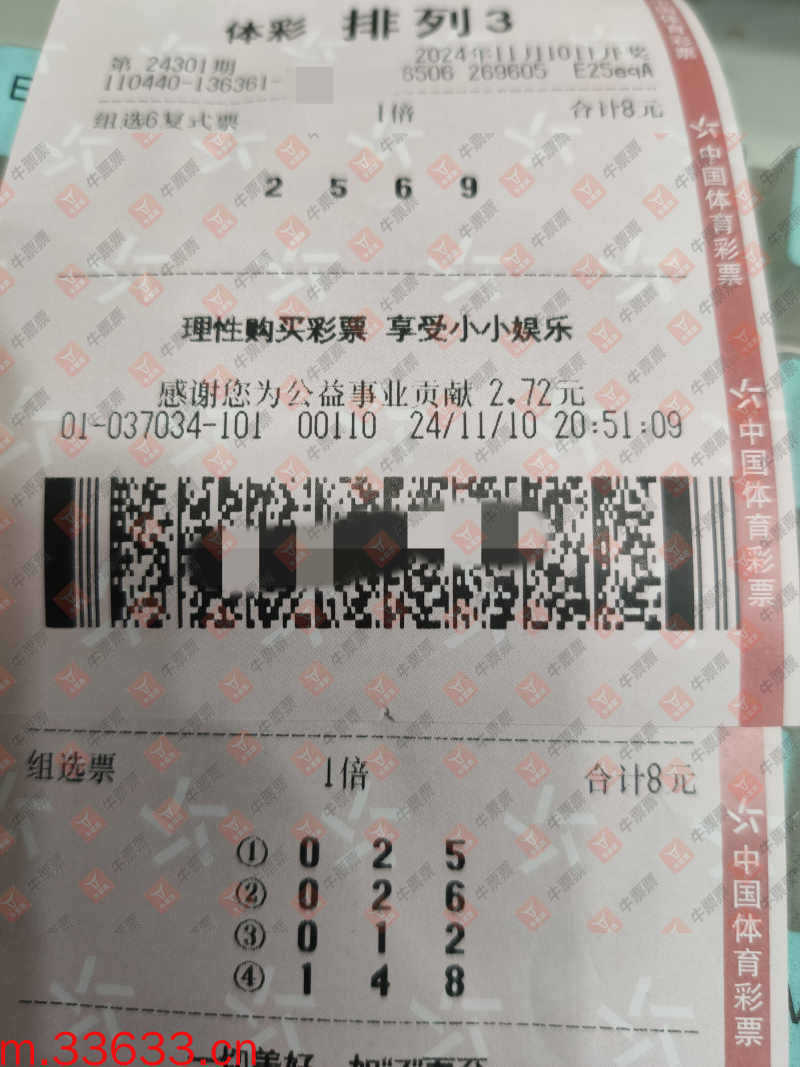 体彩 排列3
第 24301期 2024年11月10日开奖
110440-136361- 6506 269605 E25eqA
组选6复式票 1倍 合计8元
2 5 6 9
理性购买彩票 享受小小娱乐
感谢您为公益事业贡献 2.72元
01-037034-101 00110 24/11/10 20:51:09
组选票 1倍 合计8元
① 0 2 5
② 0 2 6
③ 0 1 2
④ 1 4 8
中国体育彩票
中国体育彩票
中国体育彩票
牛票票
m.33633.cn